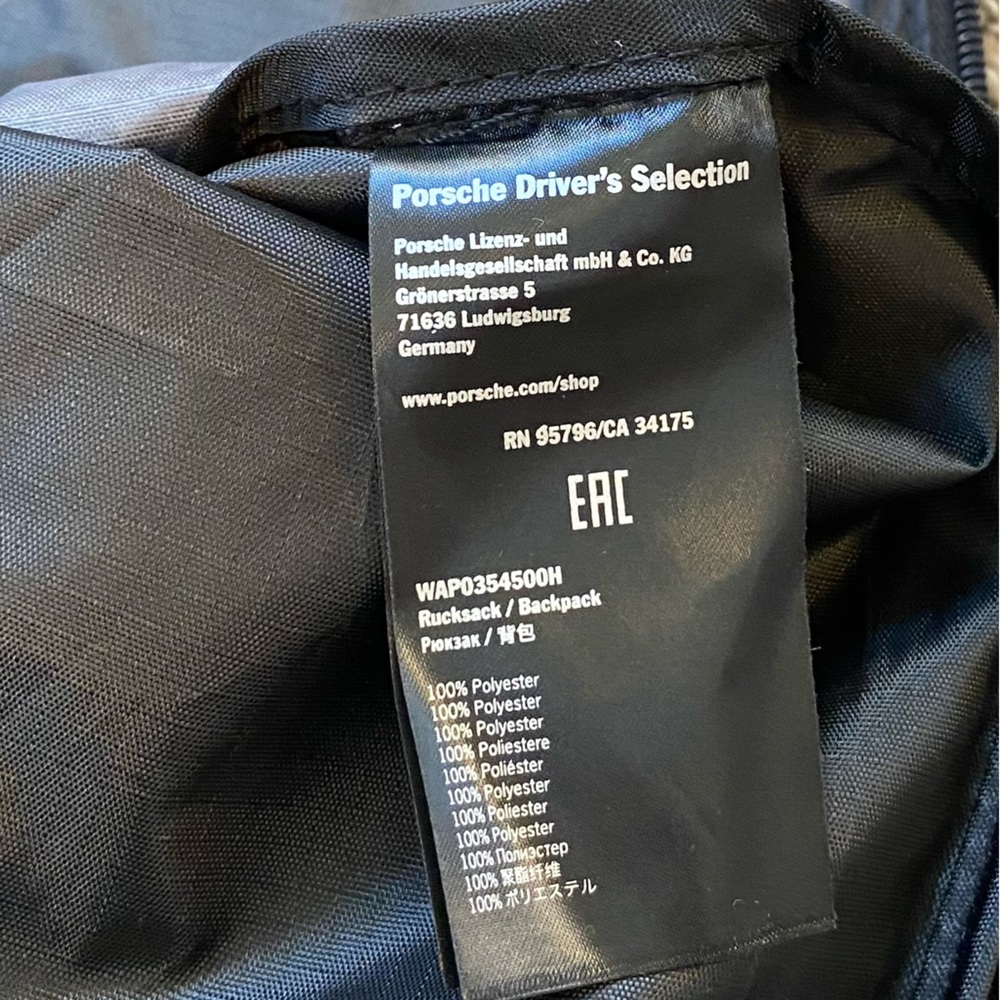 Porsche Driver's Selection
Porsche Lizenz- und
Handelsgesellschaft mbH & Co. KG
Grönerstrasse 5
71636 Ludwigsburg
Germany
www.porsche.com/shop
RN 95796/CA 34175
EAC
WAP0354500H
Rucksack / Backpack
Рюкзак / 背包
100% Polyester
100% Polyester
100% Polyester
100% Poliestere
100% Poliéster
100% Polyester
100% Poliester
100% Polyester
100% Полиэстер
100% 聚酯纤维
100% ポリエステル